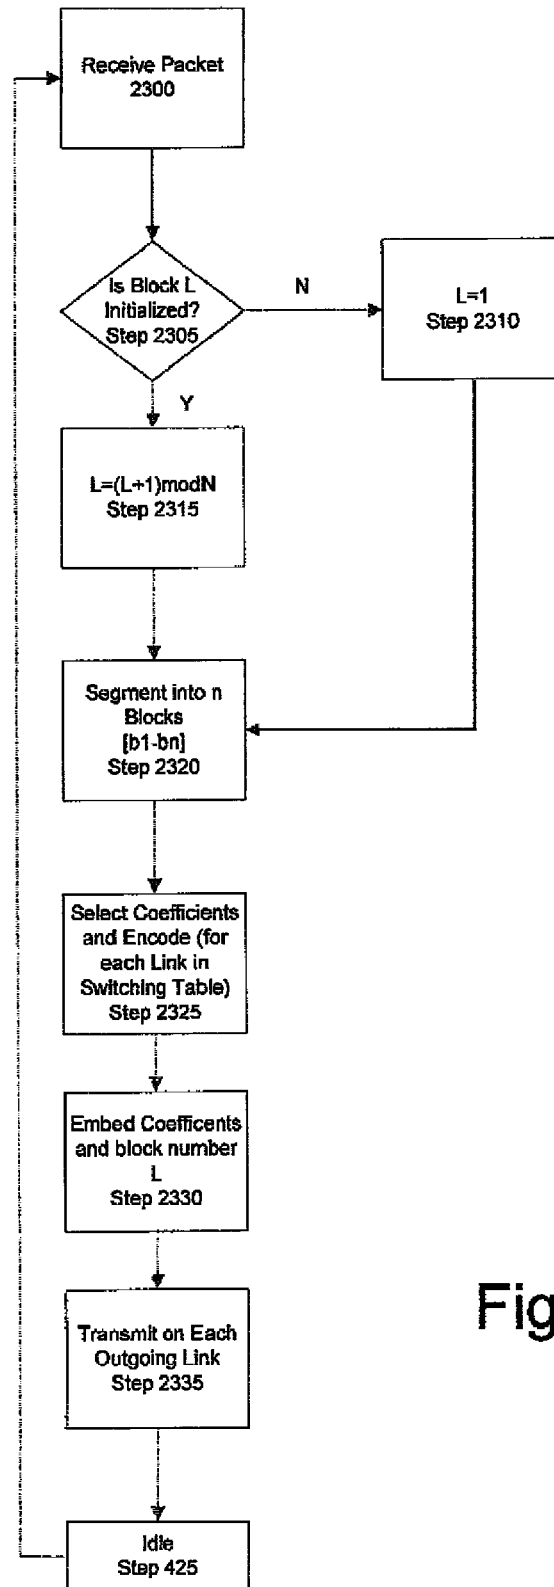 Receive Packet
2300
Is Block L
Initialized?
Step 2305
N
L=1
Step 2310
Y
L=(L+1)modN
Step 2315
Segment into n
Blocks
[b1-bn]
Step 2320
Select Coefficients
and Encode (for
each Link in
Switching Table)
Step 2325
Embed Coefficents
and block number
L
Step 2330
Transmit on Each
Outgoing Link
Step 2335
Fig
Idle
Step 425